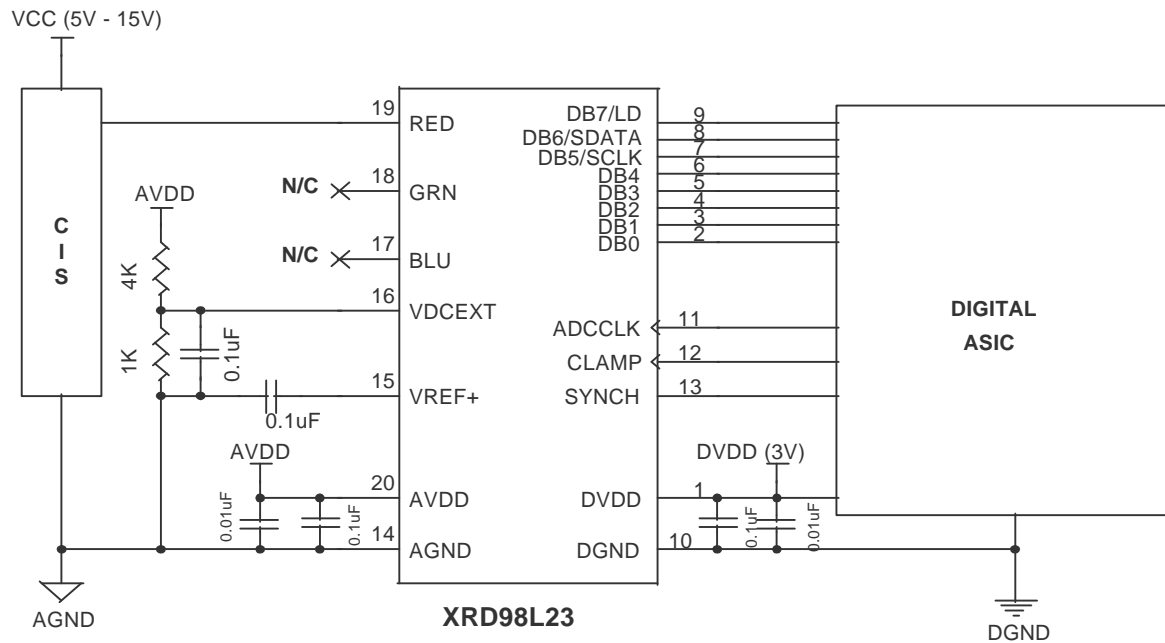 VCC (5V - 15V)
C
I
S
AVDD
4K
1K
0.1uF
0.1uF
N/C
N/C
19
18
17
16
15
20
14
RED
GRN
BLU
VDCEXT
VREF+
AVDD
AGND
AVDD
0.01uF
0.1uF
AGND
DB7/LD
DB6/SDATA
DB5/SCLK
DB4
DB3
DB2
DB1
DB0
ADCCLK
CLAMP
SYNCH
DVDD
DGND
9
8
7
6
5
4
3
2
11
12
13
1
10
DVDD (3V)
0.1uF
0.01uF
DIGITAL
ASIC
DGND
XRD98L23